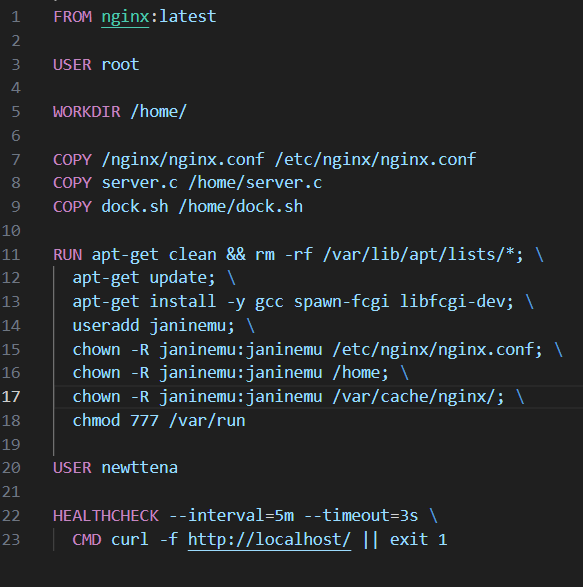 1 FROM nginx:latest
2
3 USER root
4
5 WORKDIR /home/
6
7 COPY /nginx/nginx.conf /etc/nginx/nginx.conf
8 COPY server.c /home/server.c
9 COPY dock.sh /home/dock.sh
10
11 RUN apt-get clean && rm -rf /var/lib/apt/lists/*; \
12 apt-get update; \
13 apt-get install -y gcc spawn-fcgi libfcgi-dev; \
14 useradd janinemu; \
15 chown -R janinemu:janinemu /etc/nginx/nginx.conf; \
16 chown -R janinemu:janinemu /home; \
17 chown -R janinemu:janinemu /var/cache/nginx/; \
18 chmod 777 /var/run
19
20 USER newttena
21
22 HEALTHCHECK --interval=5m --timeout=3s \
23 CMD curl -f http://localhost/ || exit 1